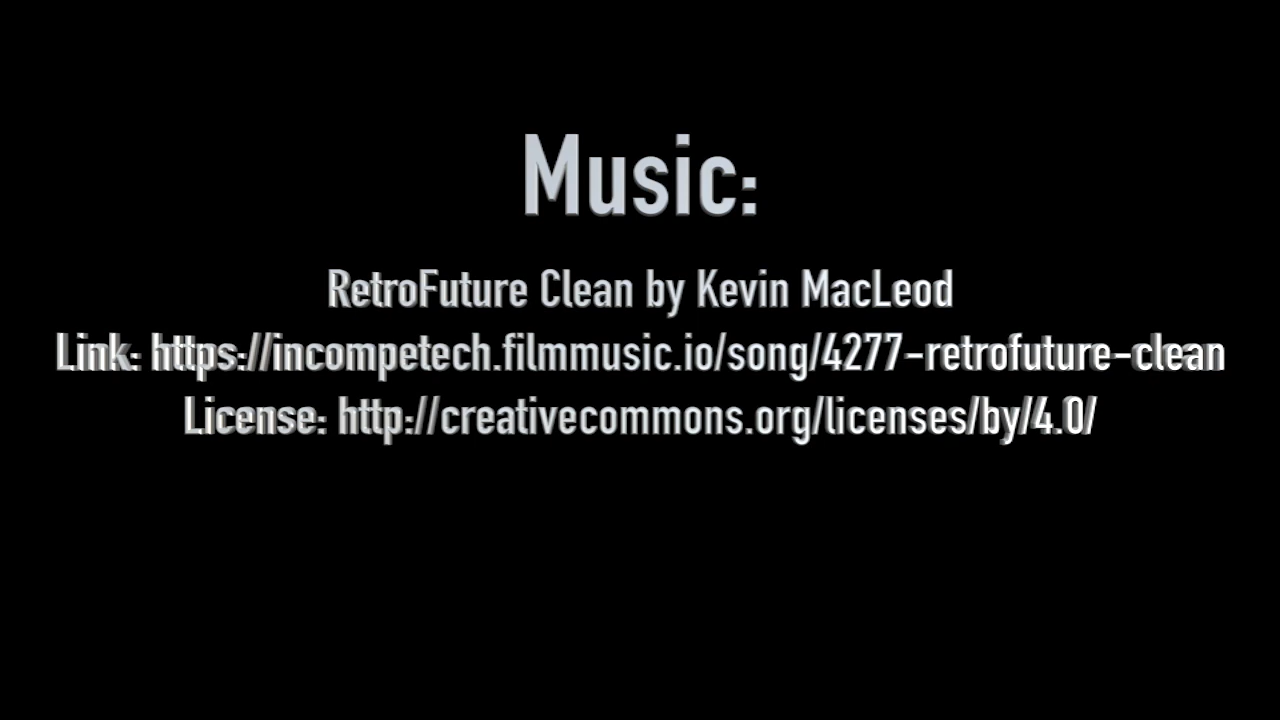 Music:
RetroFuture Clean by Kevin MacLeod
Link: https://incompetech.filmmusic.io/song/4277-retrofuture-clean
License: http://creativecommons.org/licenses/by/4.0/